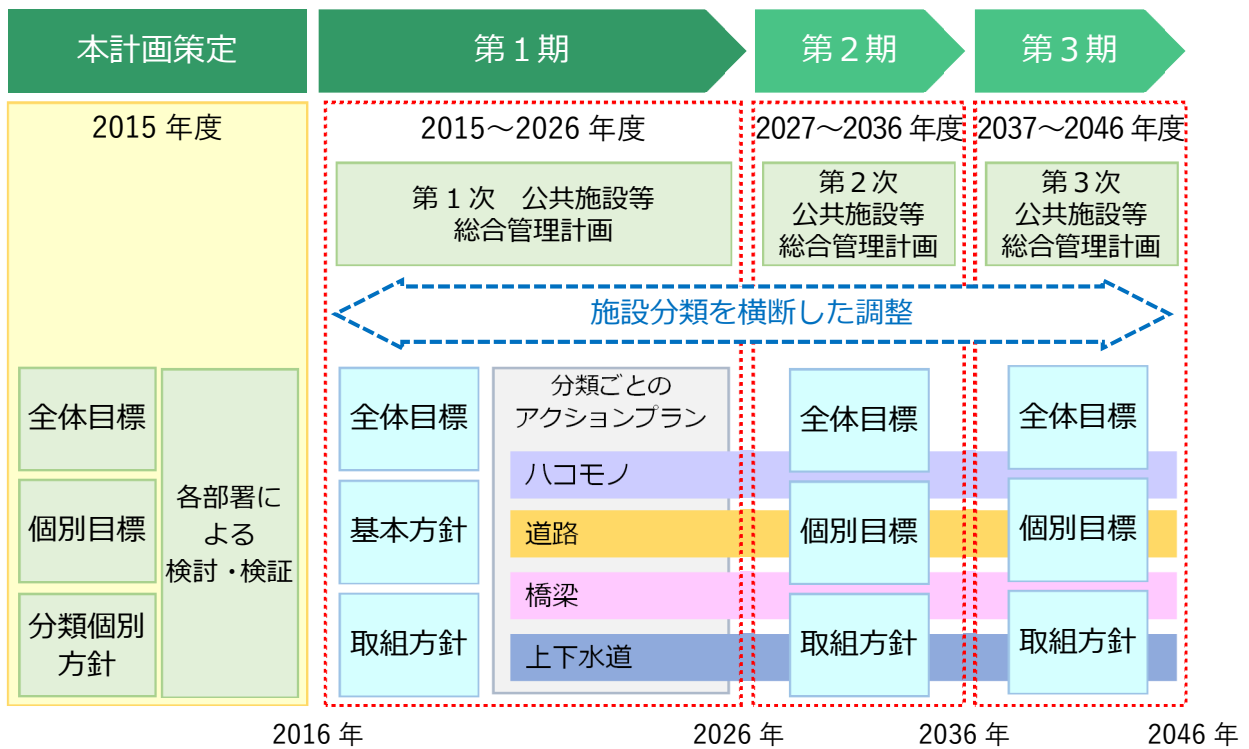 本計画策定
第１期
第２期
第３期
2015 年度
2015～2026 年度
2027～2036 年度
2037～2046 年度
第１次　公共施設等
総合管理計画
第２次
公共施設等
総合管理計画
第３次
公共施設等
総合管理計画
施設分類を横断した調整
全体目標
個別目標
分類個別
方針
各部署に
よる
検討・検証
全体目標
基本方針
取組方針
分類ごとの
アクションプラン
ハコモノ
道路
橋梁
上下水道
全体目標
個別目標
取組方針
全体目標
個別目標
取組方針
2016 年
2026 年
2036 年
2046 年